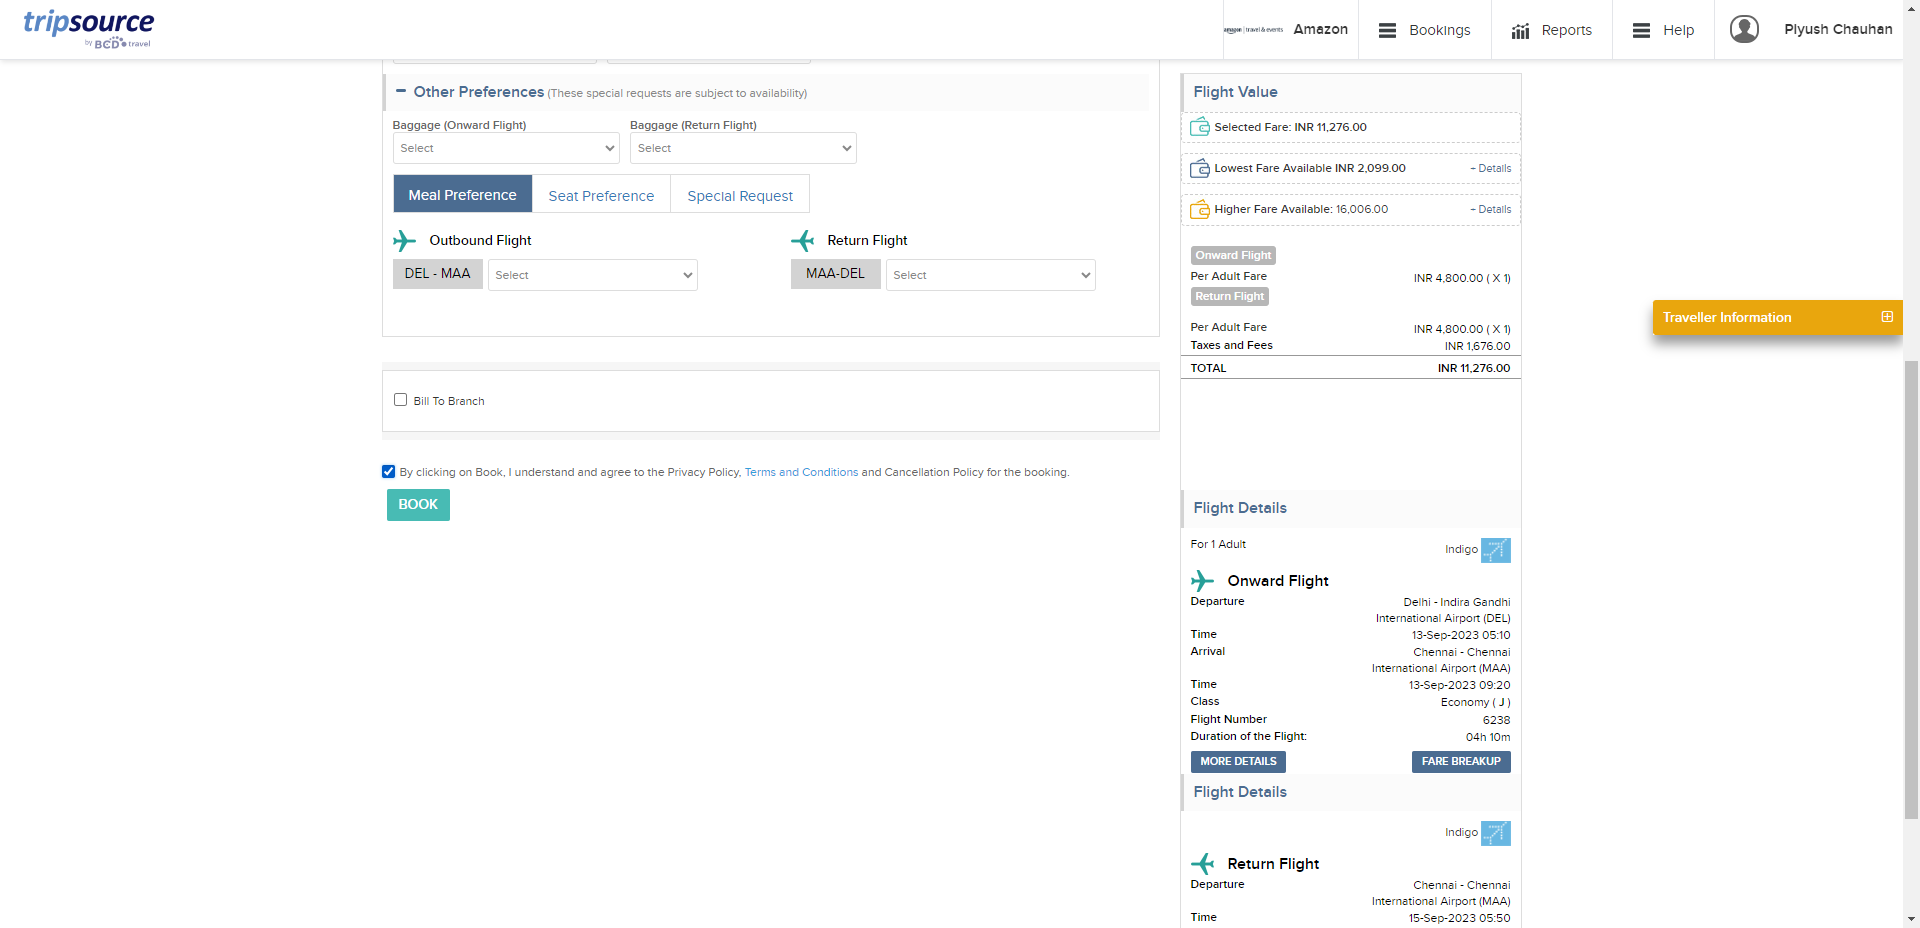 tripsource
by BCD travel
amazon | travel & events
Amazon
Bookings
Reports
Help
Piyush Chauhan
Other Preferences (These special requests are subject to availability)
Baggage (Onward Flight)
Baggage (Return Flight)
Select
Select
Meal Preference
Seat Preference
Special Request
Outbound Flight
Return Flight
DEL - MAA
Select
MAA-DEL
Select
Bill To Branch
By clicking on Book, I understand and agree to the Privacy Policy, Terms and Conditions and Cancellation Policy for the booking.
BOOK
Flight Value
Selected Fare: INR 11,276.00
Lowest Fare Available INR 2,099.00
+ Details
Higher Fare Available: 16,006.00
+ Details
Onward Flight
Per Adult Fare
INR 4,800.00 ( X 1)
Return Flight
Per Adult Fare
INR 4,800.00 ( X 1)
Taxes and Fees
INR 1,676.00
TOTAL
INR 11,276.00
Traveller Information
Flight Details
For 1 Adult
Indigo
Onward Flight
Departure
Delhi - Indira Gandhi
International Airport (DEL)
Time
13-Sep-2023 05:10
Arrival
Chennai - Chennai
International Airport (MAA)
Time
13-Sep-2023 09:20
Class
Economy ( J )
Flight Number
6238
Duration of the Flight:
04h 10m
MORE DETAILS
FARE BREAKUP
Flight Details
Indigo
Return Flight
Departure
Chennai - Chennai
International Airport (MAA)
Time
15-Sep-2023 05:50